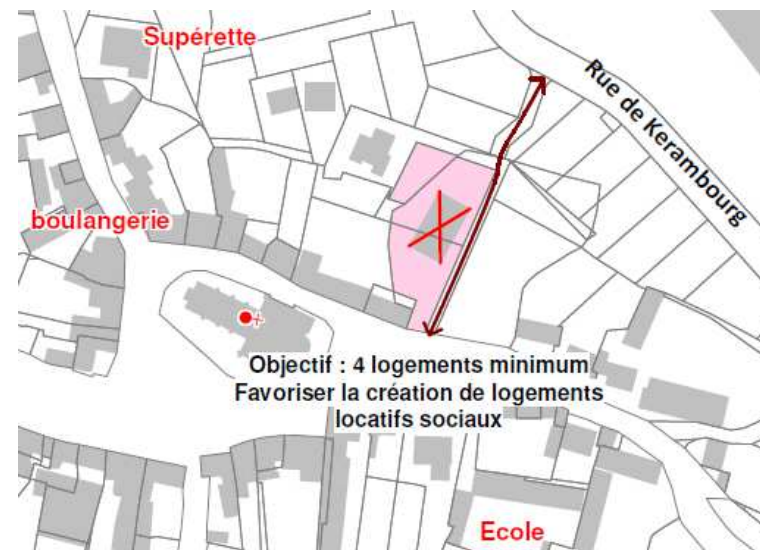 Supérette
Rue de Kerambourg
boulangerie
Objectif : 4 logements minimum
Favoriser la création de logements
locatifs sociaux
Ecole